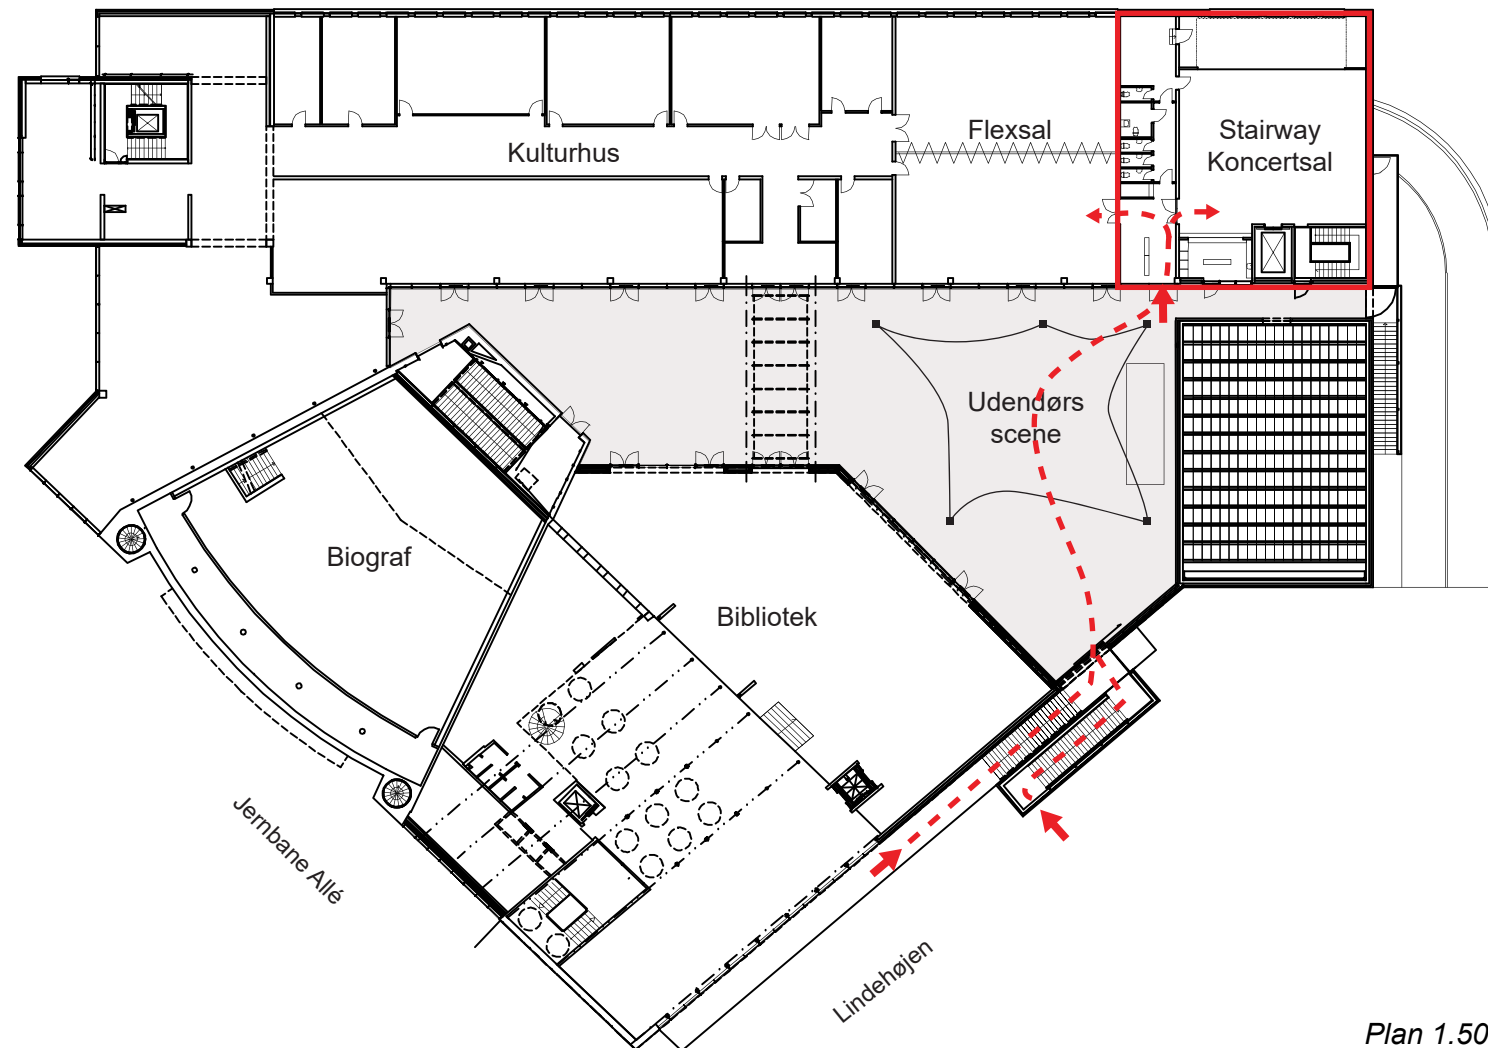 Kulturhus
Flexsal
Stairway
Koncertsal
Udendørs
scene
Biograf
Bibliotek
Jernbane Allé
Lindehøjen
Plan 1.50